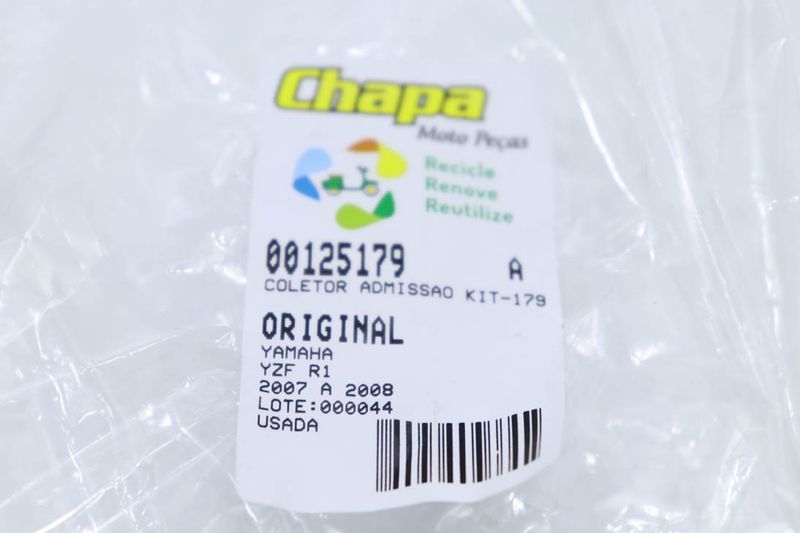 Chapa
Moto Peças
Recicle
Renove
Reutilize
00125179 A
COLETOR ADMISSAO KIT-179
ORIGINAL
YAMAHA
YZF R1
2007 A 2008
LOTE:000044
USADA